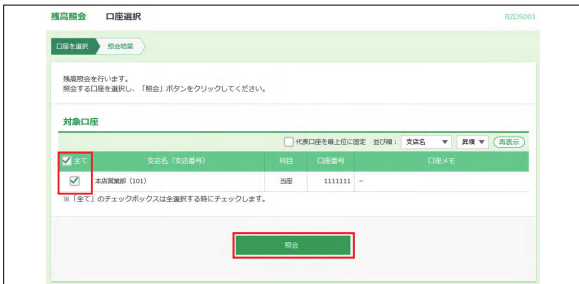 残高照会 口座選択 BZDS001
口座を選択 照会結果
残高照会を行います。
照会する口座を選択し、「照会」ボタンをクリックしてください。
対象口座
代表口座を最上位に固定 並び順： 支店名 ▼ 昇順 ▼ 再表示
全て 支店名（支店番号） 科目 口座番号 口座メモ
本店営業部（101） 当座 1111111 −
※「全て」のチェックボックスは全選択する時にチェックします。
照会